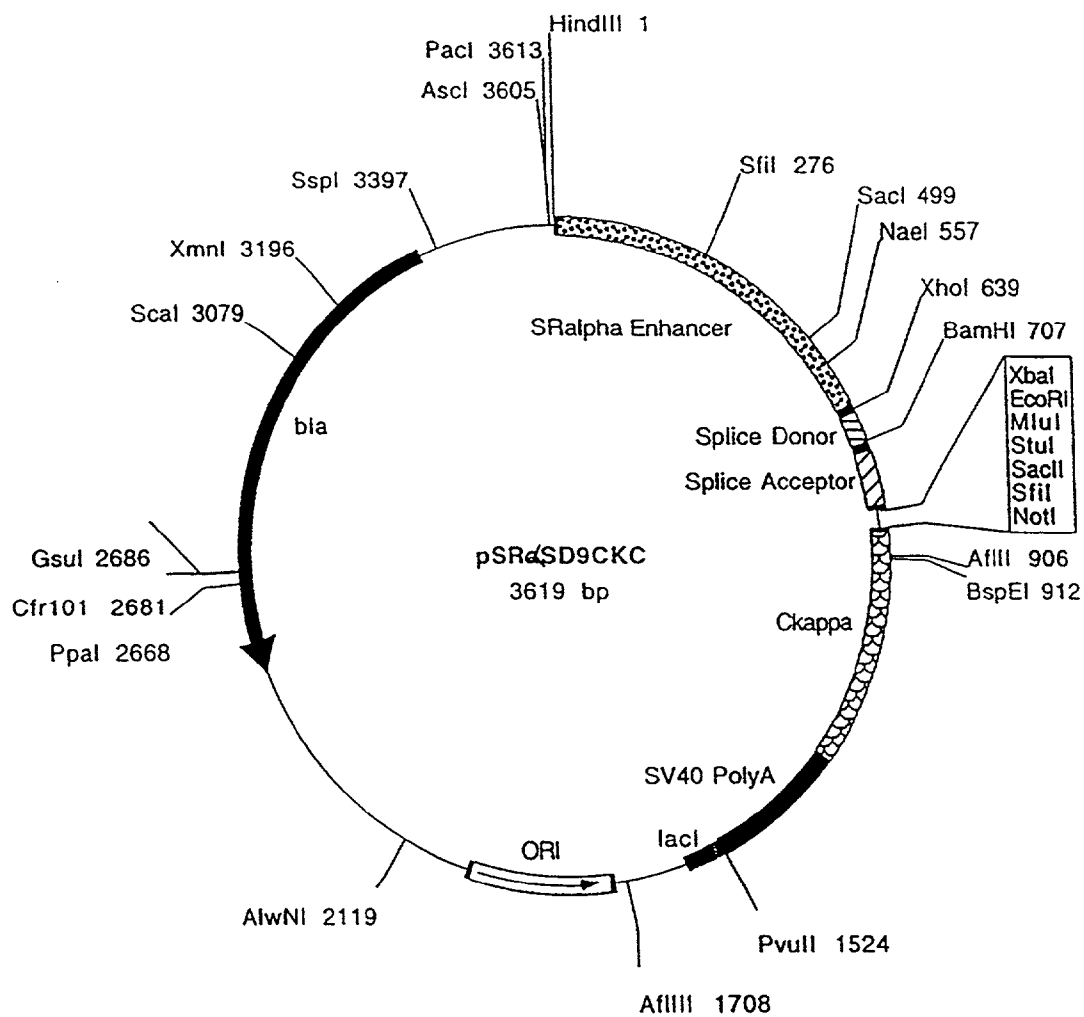 HindIII 1
PacI 3613
AscI 3605
SfiI 276
SspI 3397
SacI 499
NaeI 557
XmnI 3196
XhoI 639
ScaI 3079
SRalpha Enhancer
BamHI 707
XbaI
EcoRI
MluI
StuI
SacII
SfiI
NotI
bla
Splice Donor
Splice Acceptor
pSRαSD9CKC
3619 bp
GsuI 2686
AflII 906
BspEI 912
Cfr101 2681
Ckappa
PpaI 2668
SV40 PolyA
lacI
ORI
AlwNI 2119
PvuII 1524
AflIII 1708